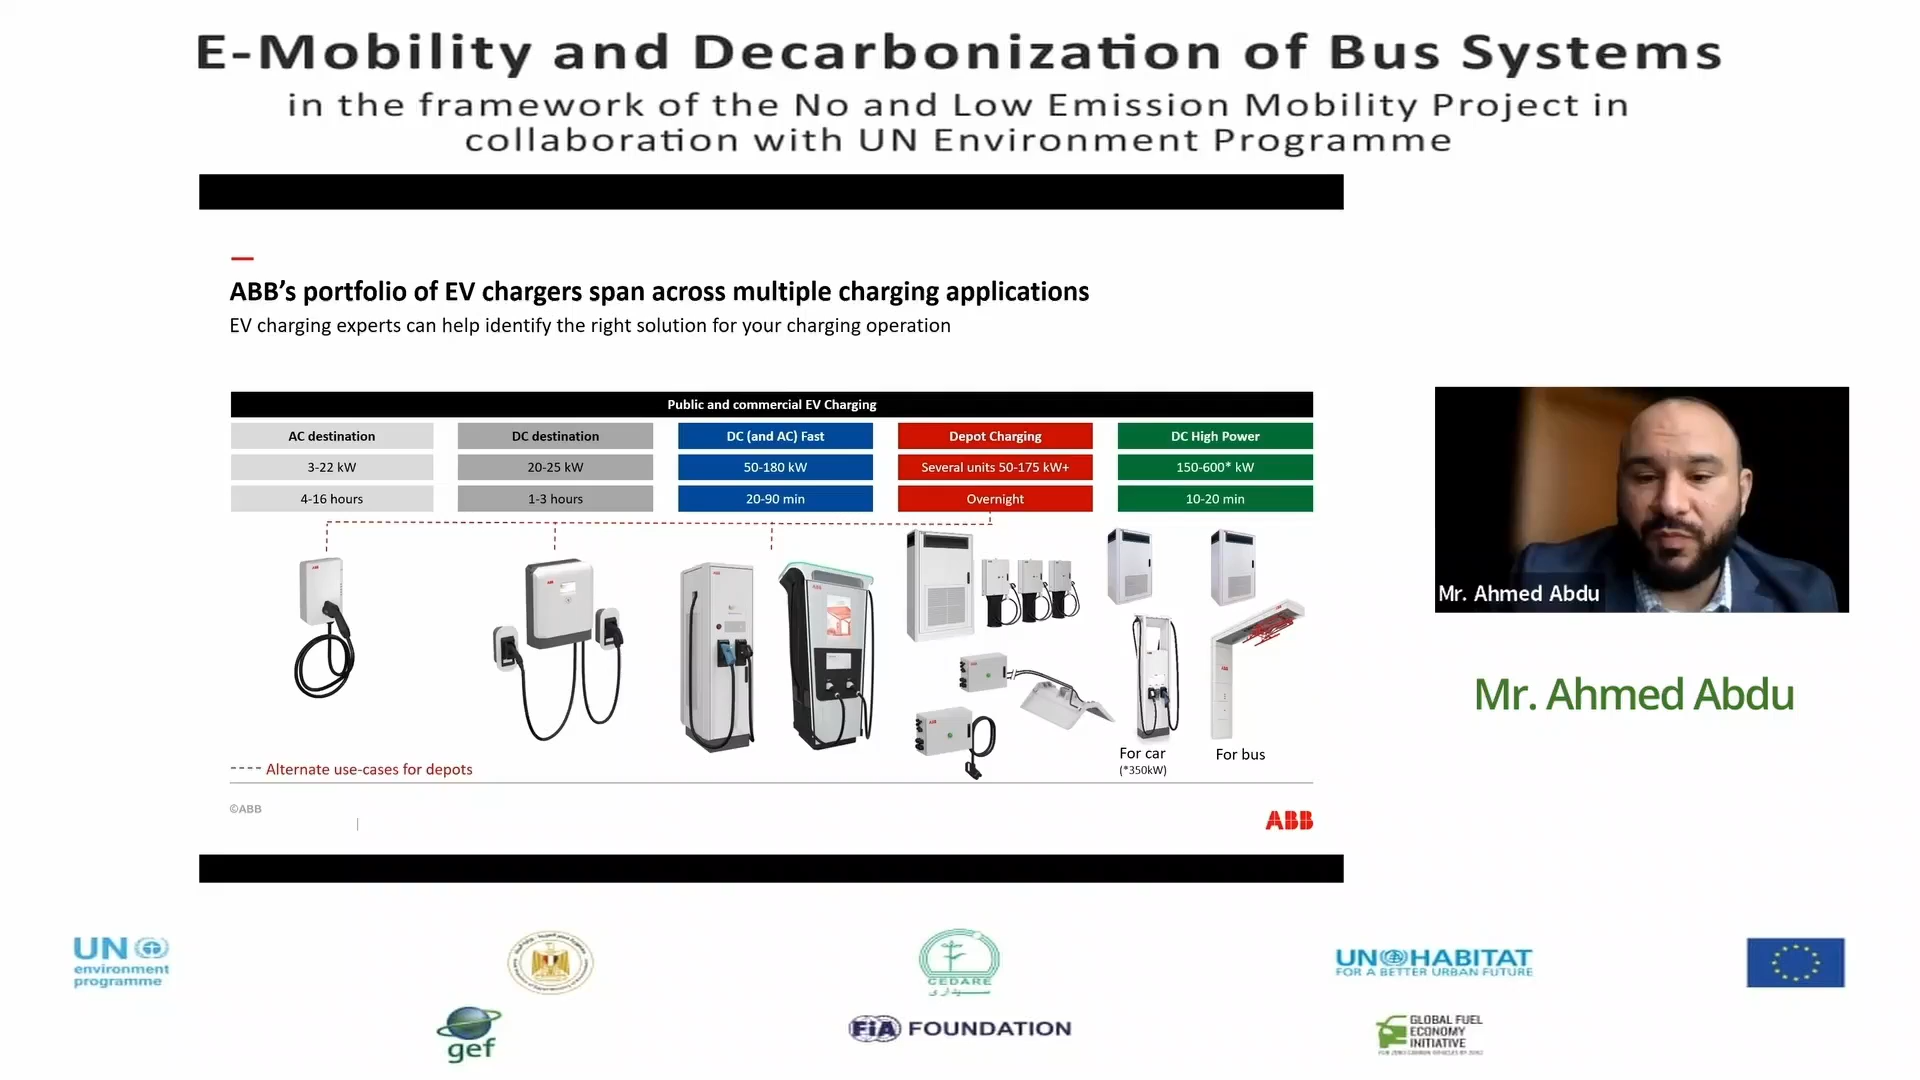 E-Mobility and Decarbonization of Bus Systems
in the framework of the No and Low Emission Mobility Project in
collaboration with UN Environment Programme
ABB’s portfolio of EV chargers span across multiple charging applications
EV charging experts can help identify the right solution for your charging operation
Public and commercial EV Charging
AC destination
DC destination
DC (and AC) Fast
Depot Charging
DC High Power
3-22 kW
20-25 kW
50-180 kW
Several units 50-175 kW+
150-600* kW
4-16 hours
1-3 hours
20-90 min
Overnight
10-20 min
For car
(*350kW)
For bus
---- Alternate use-cases for depots
©ABB
ABB
Mr. Ahmed Abdu
Mr. Ahmed Abdu
UN
environment
programme
CEDARE
سيداري
UN HABITAT
FOR A BETTER URBAN FUTURE
gef
FiA FOUNDATION
GLOBAL FUEL
ECONOMY
INITIATIVE